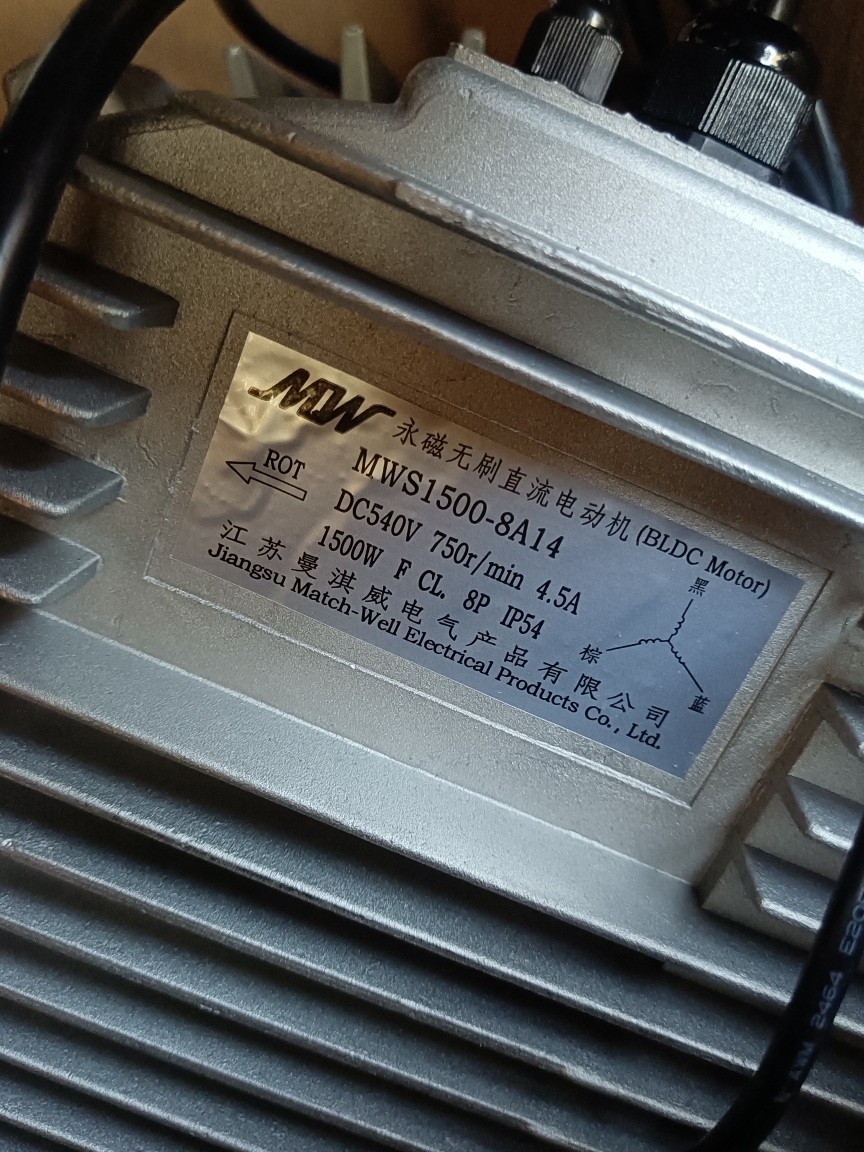 MW 永磁无刷直流电动机(BLDC Motor)
ROT MWS1500-8A14
DC540V 750r/min 4.5A
1500W F CL. 8P IP54
黑
棕
蓝
江苏曼淇威电气产品有限公司
Jiangsu Match-Well Electrical Products Co., Ltd.
2464